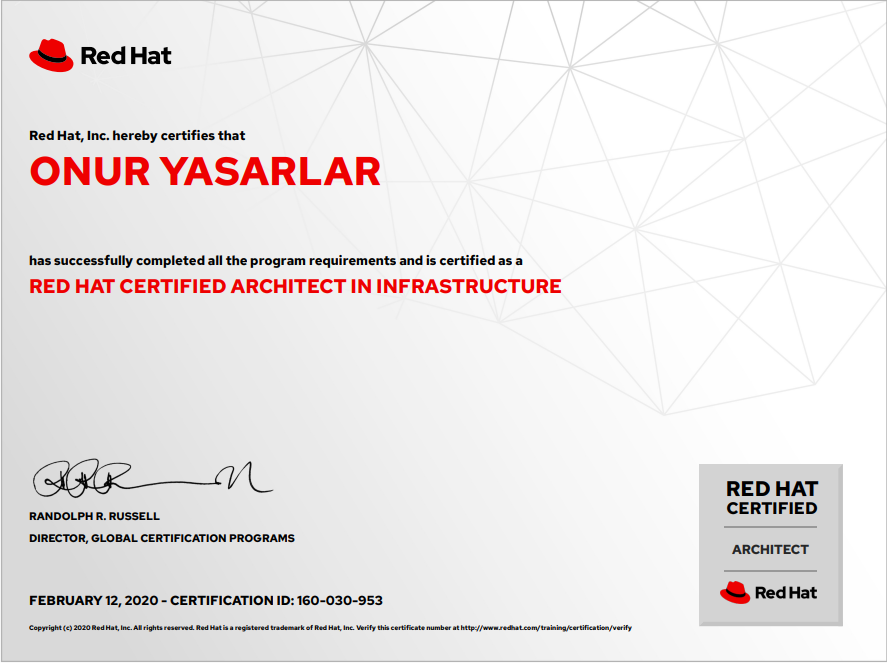 Red Hat
Red Hat, Inc. hereby certifies that
ONUR YASARLAR
has successfully completed all the program requirements and is certified as a
RED HAT CERTIFIED ARCHITECT IN INFRASTRUCTURE
RANDOLPH R. RUSSELL
DIRECTOR, GLOBAL CERTIFICATION PROGRAMS
FEBRUARY 12, 2020 - CERTIFICATION ID: 160-030-953
Copyright (c) 2020 Red Hat, Inc. All rights reserved. Red Hat is a registered trademark of Red Hat, Inc. Verify this certificate number at http://www.redhat.com/training/certification/verify
RED HAT
CERTIFIED
ARCHITECT
Red Hat